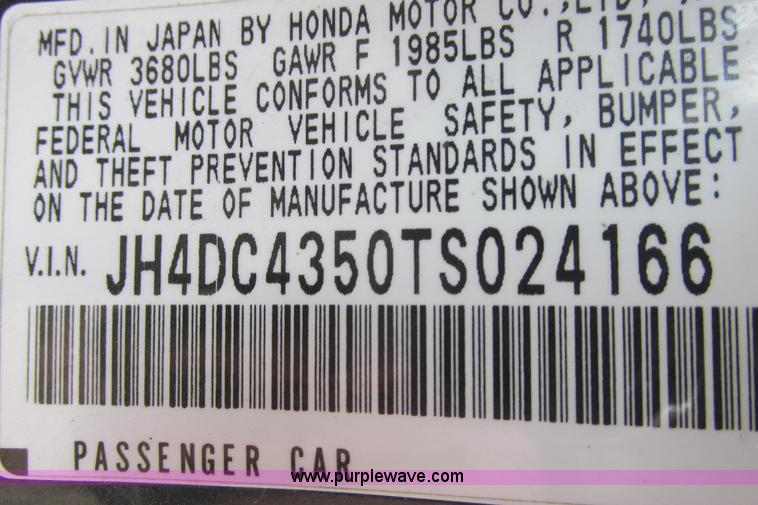 MFD. IN JAPAN BY HONDA MOTOR CO., LTD.
GVWR 3680LBS GAWR F 1985LBS R 1740LBS
THIS VEHICLE CONFORMS TO ALL APPLICABLE
FEDERAL MOTOR VEHICLE SAFETY, BUMPER,
AND THEFT PREVENTION STANDARDS IN EFFECT
ON THE DATE OF MANUFACTURE SHOWN ABOVE:
V.I.N. JH4DC4350TS024166
PASSENGER CAR
www.purplewave.com